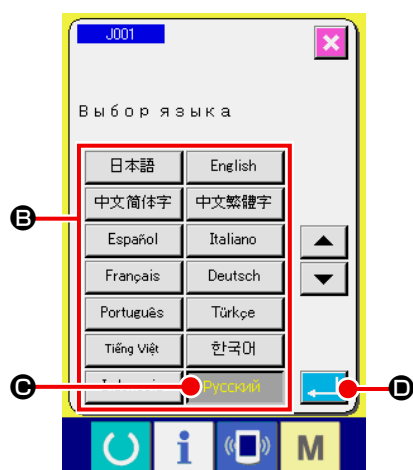 J001
Выбор языка
日本語 English
中文简体字 中文繁體字
B
Español Italiano
Français Deutsch
Português Türkçe
Tiếng Việt 한국어
C Русский D
M